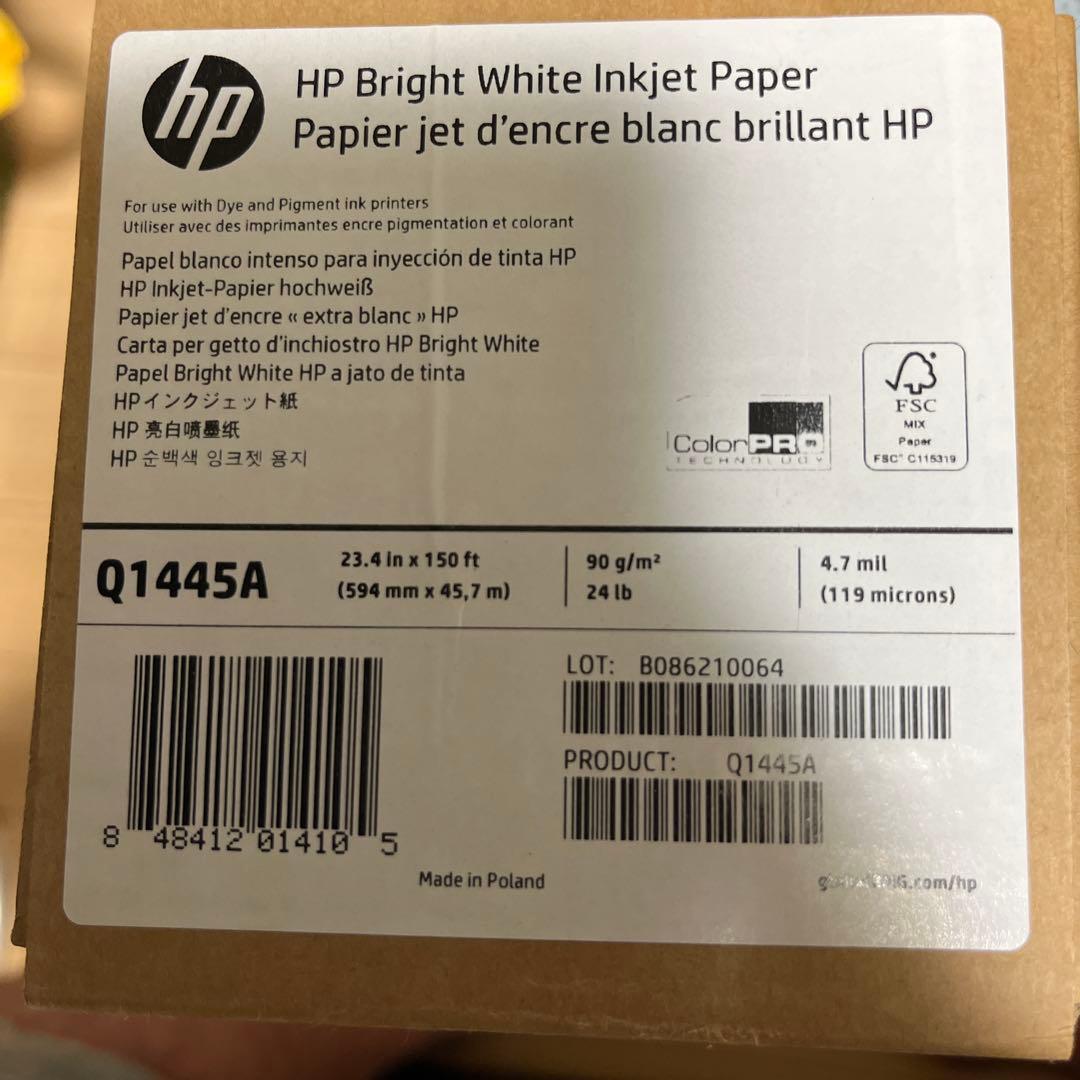 hp
HP Bright White Inkjet Paper
Papier jet d'encre blanc brillant HP
For use with Dye and Pigment ink printers
Utiliser avec des imprimantes encre pigmentation et colorant
Papel blanco intenso para inyección de tinta HP
HP Inkjet-Papier hochweiß
Papier jet d'encre « extra blanc » HP
Carta per getto d'inchiostro HP Bright White
Papel Bright White HP a jato de tinta
HPインクジェット紙
HP 亮白喷墨纸
HP 순백색 잉크젯 용지
ColorPRO
TECHNOLOGY
FSC
MIX
Paper
FSC™ C115319
Q1445A
23.4 in x 150 ft
(594 mm x 45,7 m)
90 g/m²
24 lb
4.7 mil
(119 microns)
LOT: B086210064
PRODUCT: Q1445A
8 48412 01410 5
Made in Poland
.com/hp